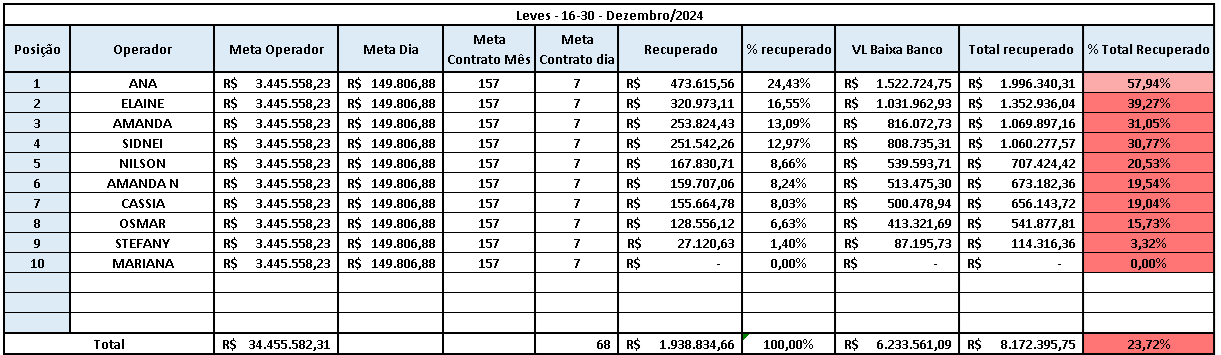 Leves - 16-30 - Dezembro/2024
Posição Operador Meta Operador Meta Dia Meta Contrato Mês Meta Contrato dia Recuperado % recuperado VL Baixa Banco Total recuperado % Total Recuperado
1 ANA R$ 3.445.558,23 R$ 149.806,88 157 7 R$ 473.615,56 24,43% R$ 1.522.724,75 R$ 1.996.340,31 57,94%
2 ELAINE R$ 3.445.558,23 R$ 149.806,88 157 7 R$ 320.973,11 16,55% R$ 1.031.962,93 R$ 1.352.936,04 39,27%
3 AMANDA R$ 3.445.558,23 R$ 149.806,88 157 7 R$ 253.824,43 13,09% R$ 816.072,73 R$ 1.069.897,16 31,05%
4 SIDNEI R$ 3.445.558,23 R$ 149.806,88 157 7 R$ 251.542,26 12,97% R$ 808.735,31 R$ 1.060.277,57 30,77%
5 NILSON R$ 3.445.558,23 R$ 149.806,88 157 7 R$ 167.830,71 8,66% R$ 539.593,71 R$ 707.424,42 20,53%
6 AMANDA N R$ 3.445.558,23 R$ 149.806,88 157 7 R$ 159.707,06 8,24% R$ 513.475,30 R$ 673.182,36 19,54%
7 CASSIA R$ 3.445.558,23 R$ 149.806,88 157 7 R$ 155.664,78 8,03% R$ 500.478,94 R$ 656.143,72 19,04%
8 OSMAR R$ 3.445.558,23 R$ 149.806,88 157 7 R$ 128.556,12 6,63% R$ 413.321,69 R$ 541.877,81 15,73%
9 STEFANY R$ 3.445.558,23 R$ 149.806,88 157 7 R$ 27.120,63 1,40% R$ 87.195,73 R$ 114.316,36 3,32%
10 MARIANA R$ 3.445.558,23 R$ 149.806,88 157 7 R$ - 0,00% R$ - R$ - 0,00%
Total R$ 34.455.582,31 68 R$ 1.938.834,66 100,00% R$ 6.233.561,09 R$ 8.172.395,75 23,72%